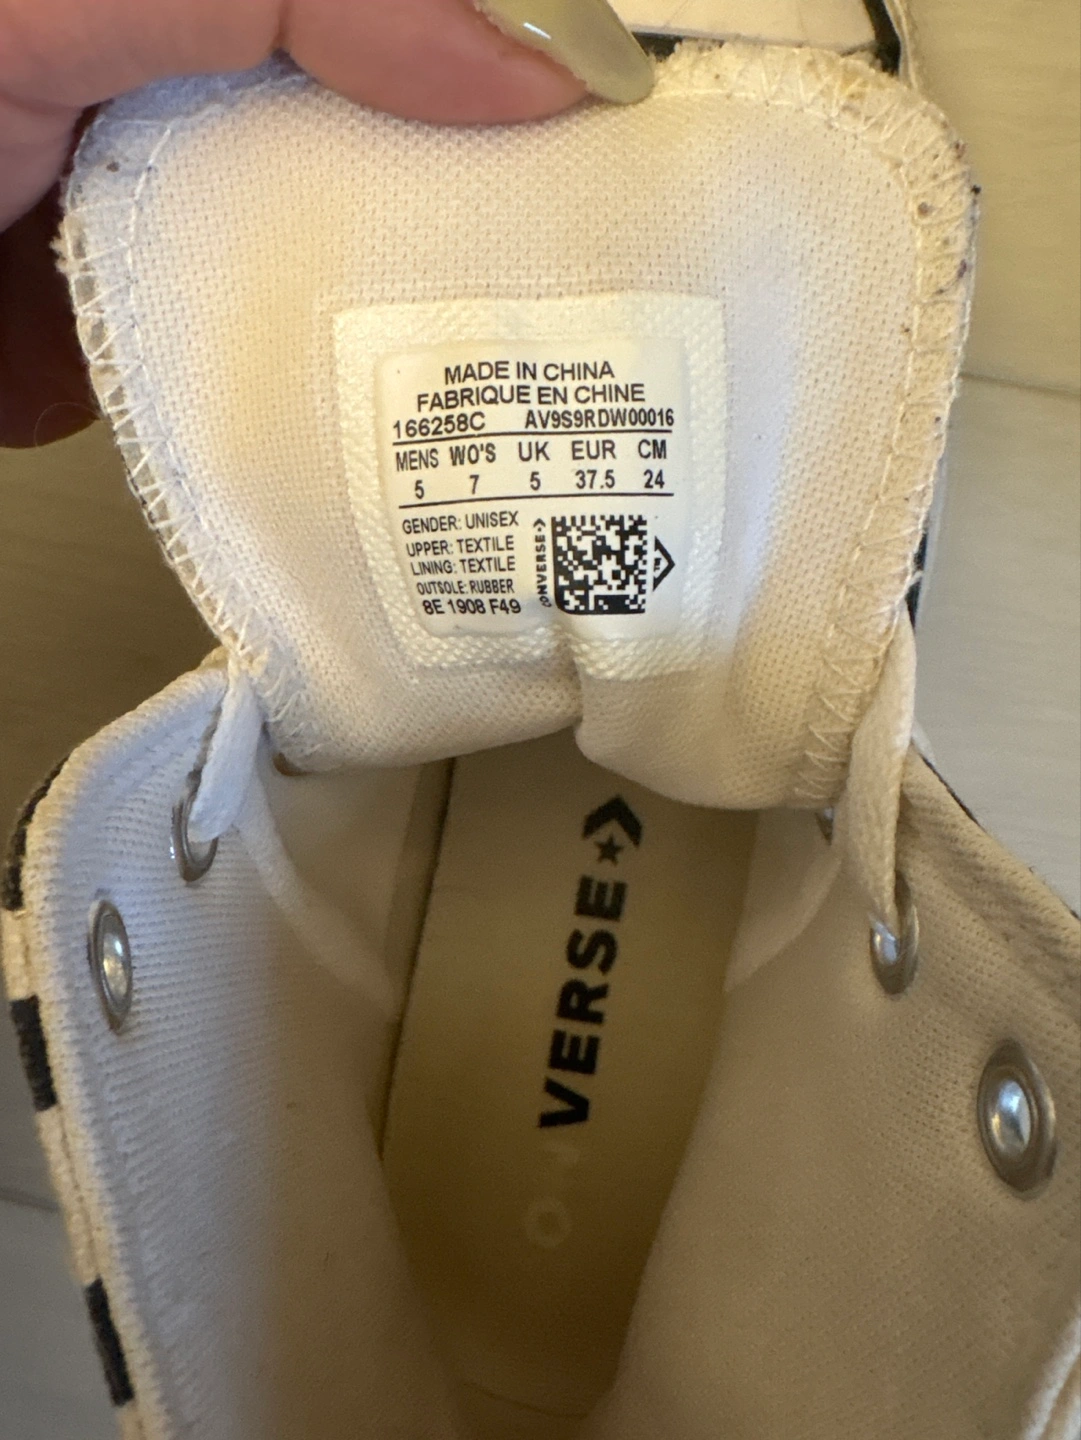 MADE IN CHINA
FABRIQUE EN CHINE
166258C AV9S9RDW00016
MENS WO'S UK EUR CM
5 7 5 37.5 24
GENDER: UNISEX
UPPER: TEXTILE
LINING: TEXTILE
OUTSOLE: RUBBER
8E 1908 F49
CONVERSE
VERSE